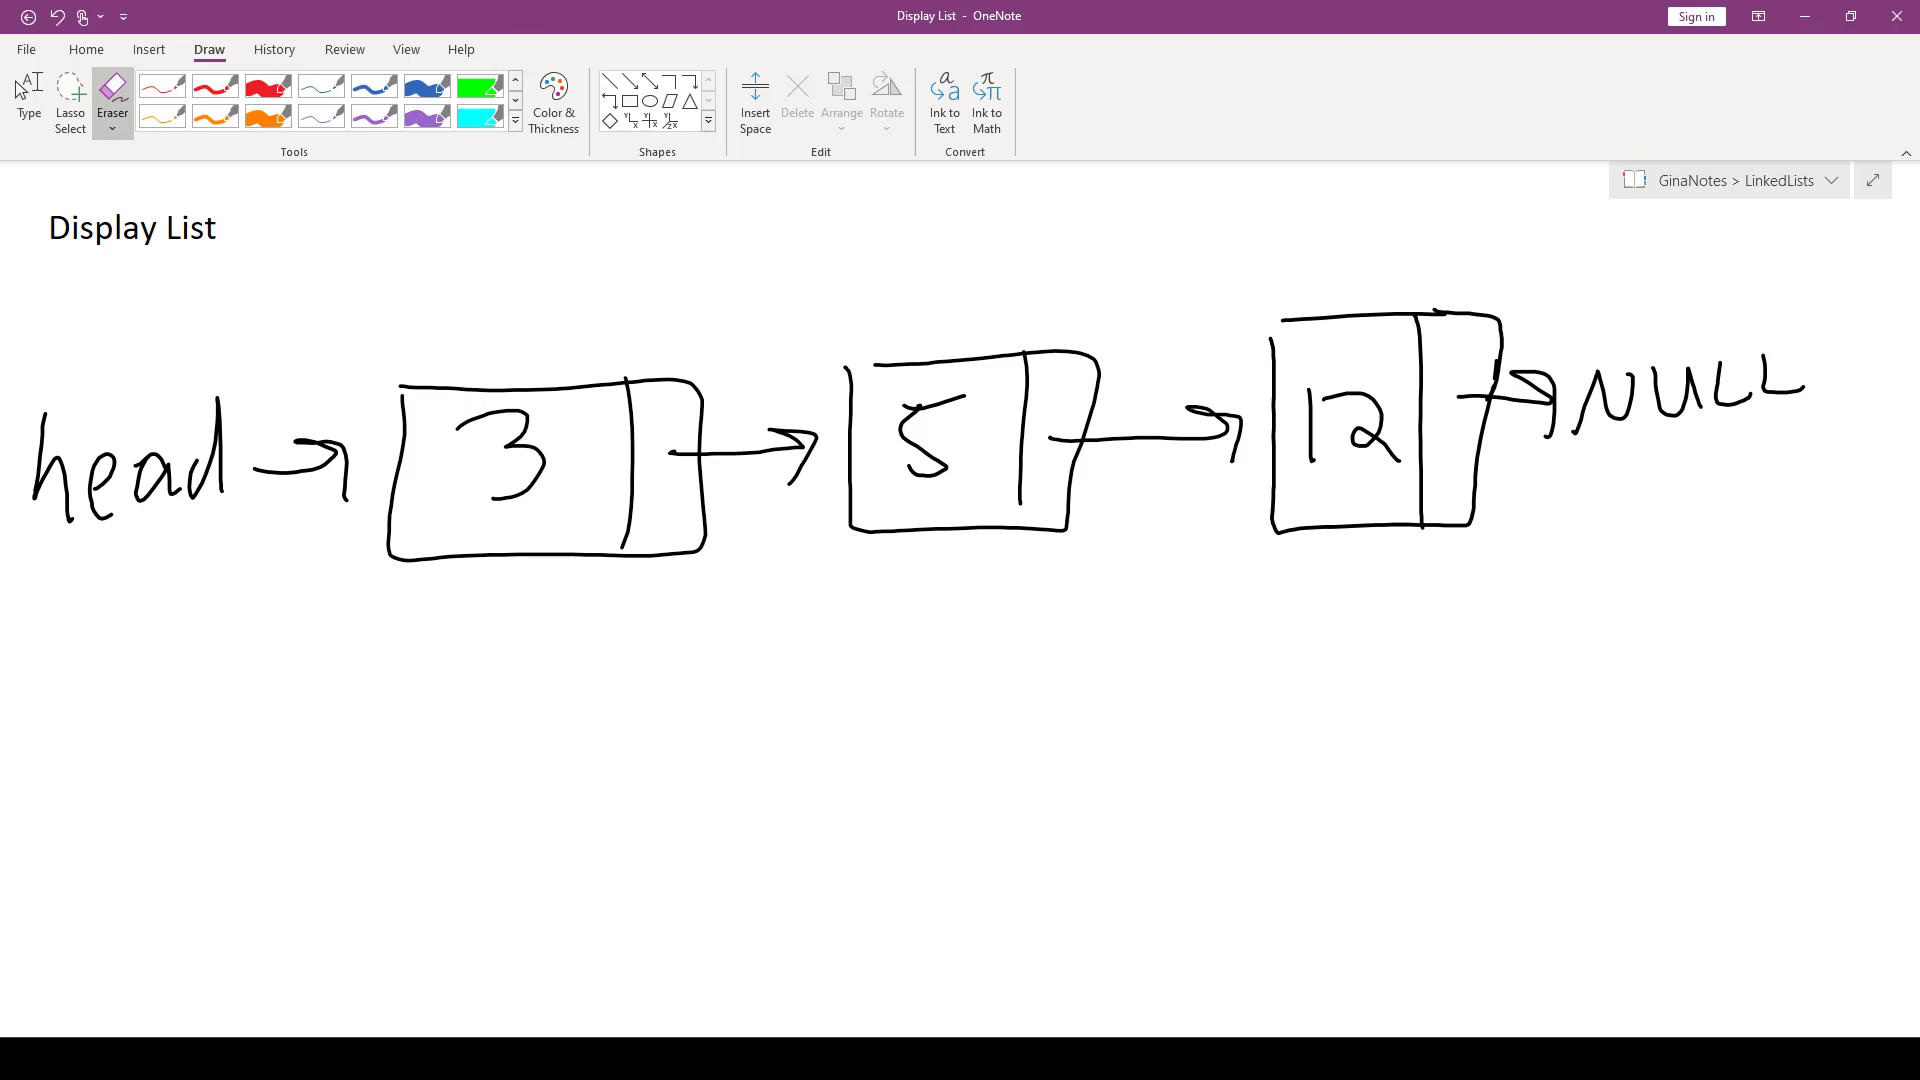 Display List - OneNote
Sign in
File Home Insert Draw History Review View Help
Type
Lasso Select
Eraser
Color & Thickness
Insert Space
Delete
Arrange
Rotate
Ink to Text
Ink to Math
Tools Shapes Edit Convert
GinaNotes > LinkedLists
Display List
head 3 5 12 NULL